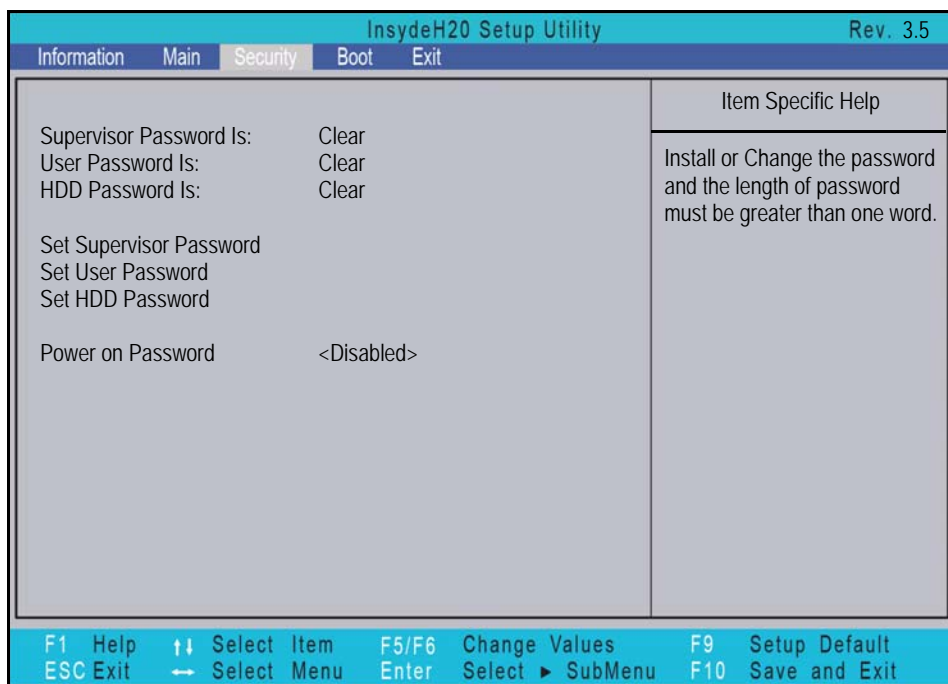 InsydeH20 Setup Utility Rev. 3.5
Information Main Security Boot Exit
Supervisor Password Is: Clear
User Password Is: Clear
HDD Password Is: Clear
Set Supervisor Password
Set User Password
Set HDD Password
Power on Password <Disabled>
Item Specific Help
Install or Change the password
and the length of password
must be greater than one word.
F1 Help ↑↓ Select Item F5/F6 Change Values F9 Setup Default
ESC Exit ↔ Select Menu Enter Select ► SubMenu F10 Save and Exit